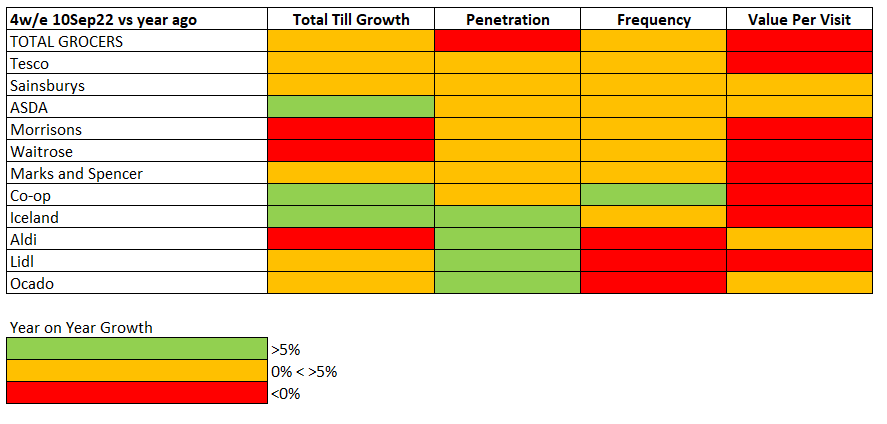 4w/e 10Sep22 vs year ago Total Till Growth Penetration Frequency Value Per Visit
TOTAL GROCERS
Tesco
Sainsburys
ASDA
Morrisons
Waitrose
Marks and Spencer
Co-op
Iceland
Aldi
Lidl
Ocado
Year on Year Growth
>5%
0% < >5%
<0%